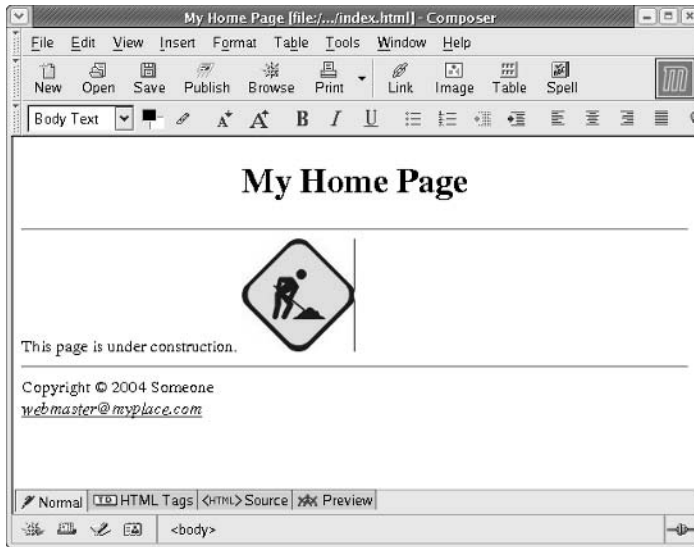 My Home Page [file:/.../index.html] - Composer
File Edit View Insert Format Table Tools Window Help
New Open Save Publish Browse Print Link Image Table Spell
Body Text B I U
My Home Page
This page is under construction.
Copyright © 2004 Someone
webmaster@myplace.com
Normal TD HTML Tags <HTML> Source Preview
<body>